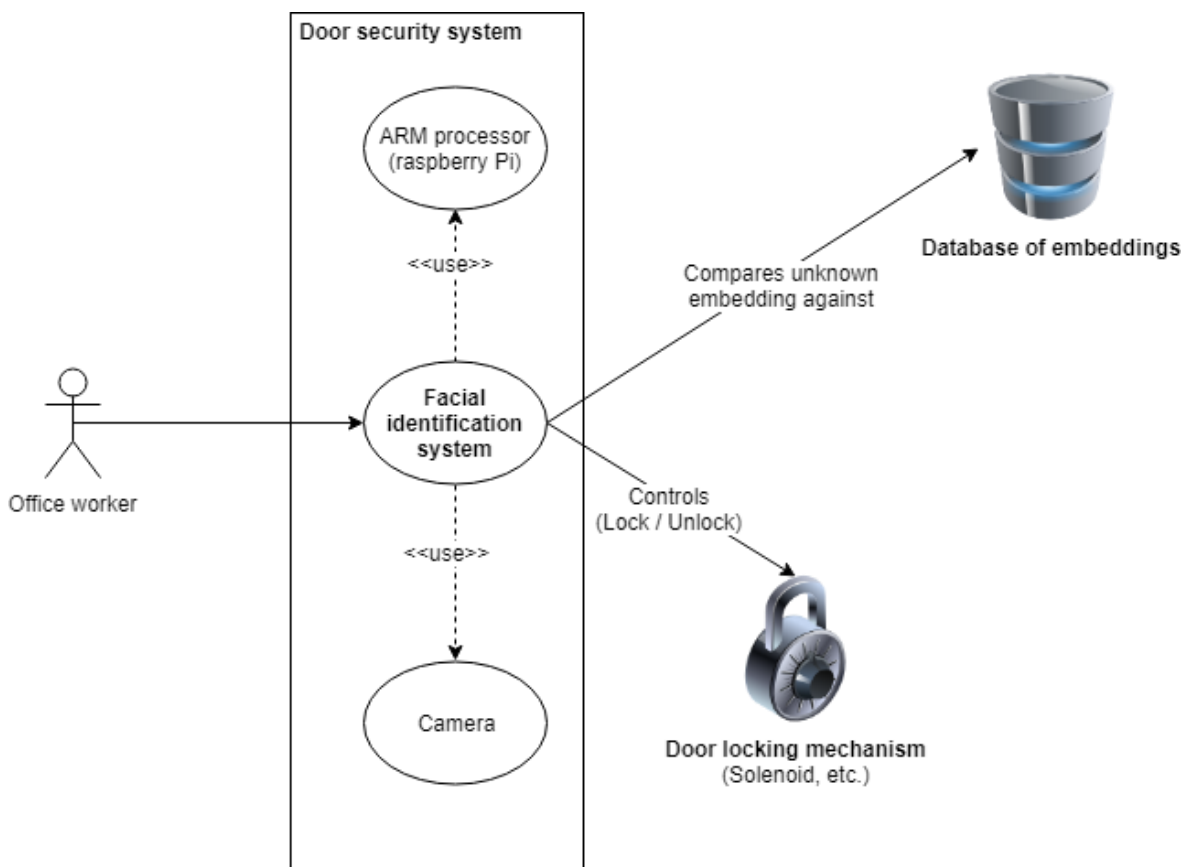 Door security system
ARM processor
(raspberry Pi)
<<use>>
Compares unknown
embedding against
Database of embeddings
Facial
identification
system
Office worker
Controls
(Lock / Unlock)
<<use>>
Camera
Door locking mechanism
(Solenoid, etc.)